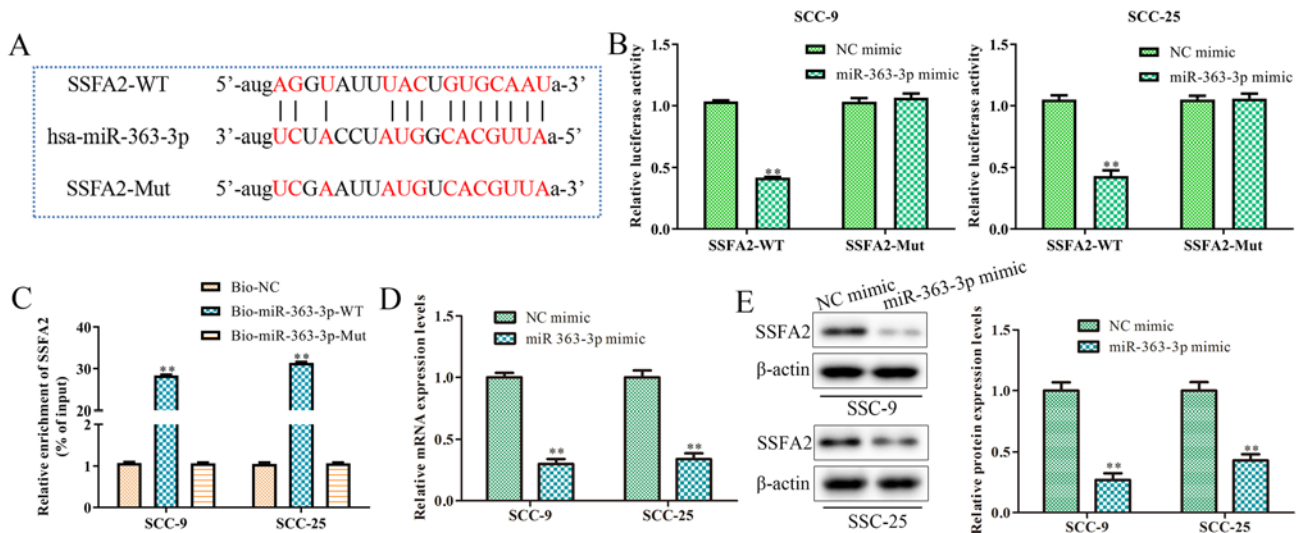 A
SSFA2-WT 5’-augAGGUAUUUACUGUGCAAUa-3’
hsa-miR-363-3p 3’-augUCUACCUAUGGCACGUUAa-5’
SSFA2-Mut 5’-augUCGAAUUAUGUCACGUUAa-3’
B
SCC-9
NC mimic
miR-363-3p mimic
Relative luciferase activity
1.5
1.0
0.5
0.0
**
SSFA2-WT SSFA2-Mut
SCC-25
NC mimic
miR-363-3p mimic
Relative luciferase activity
1.5
1.0
0.5
0.0
**
SSFA2-WT SSFA2-Mut
C
Bio-NC
Bio-miR-363-3p-WT
Bio-miR-363-3p-Mut
Relative enrichment of SSFA2
(% of input)
40
30
20
2
1
0
** **
SCC-9 SCC-25
D
NC mimic
miR 363-3p mimic
Relative mRNA expression levels
1.5
1.0
0.5
0.0
** **
SCC-9 SCC-25
E
NC mimic miR-363-3p mimic
SSFA2
β-actin
SSC-9
SSFA2
β-actin
SSC-25
NC mimic
miR-363-3p mimic
Relative protein expression levels
1.5
1.0
0.5
0.0
** **
SCC-9 SCC-25